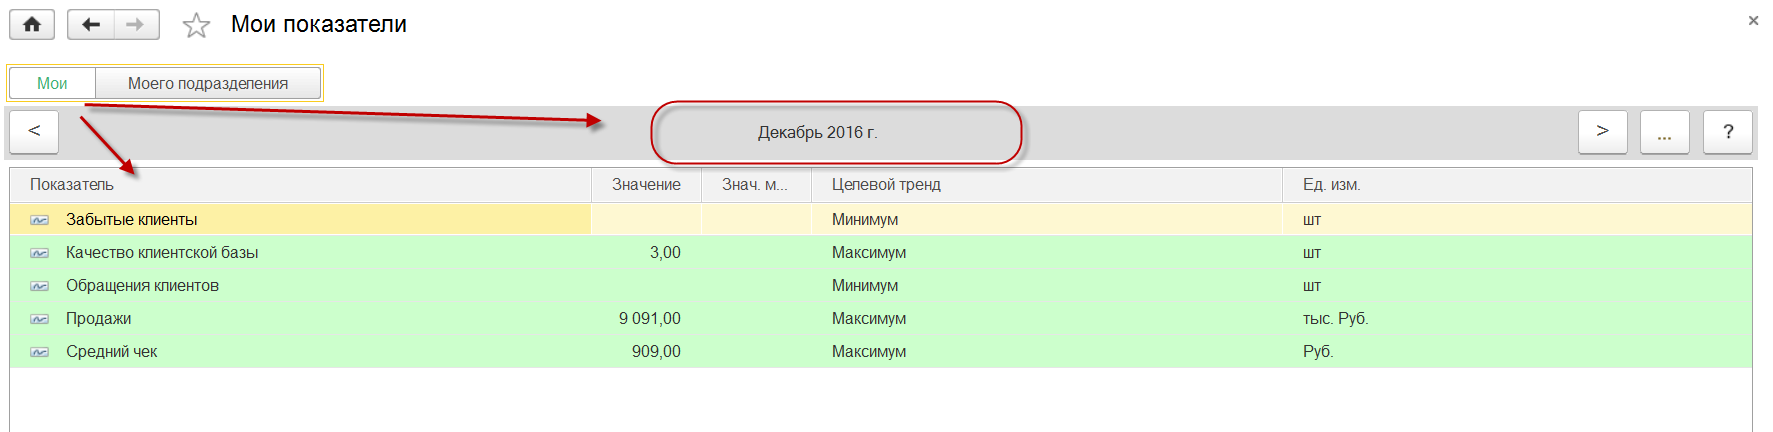 Мои показатели
×
Мои Моего подразделения
< Декабрь 2016 г. > ... ?
Показатель Значение Знач. м... Целевой тренд Ед. изм.
Забытые клиенты Минимум шт
Качество клиентской базы 3,00 Максимум шт
Обращения клиентов Минимум шт
Продажи 9 091,00 Максимум тыс. Руб.
Средний чек 909,00 Максимум Руб.